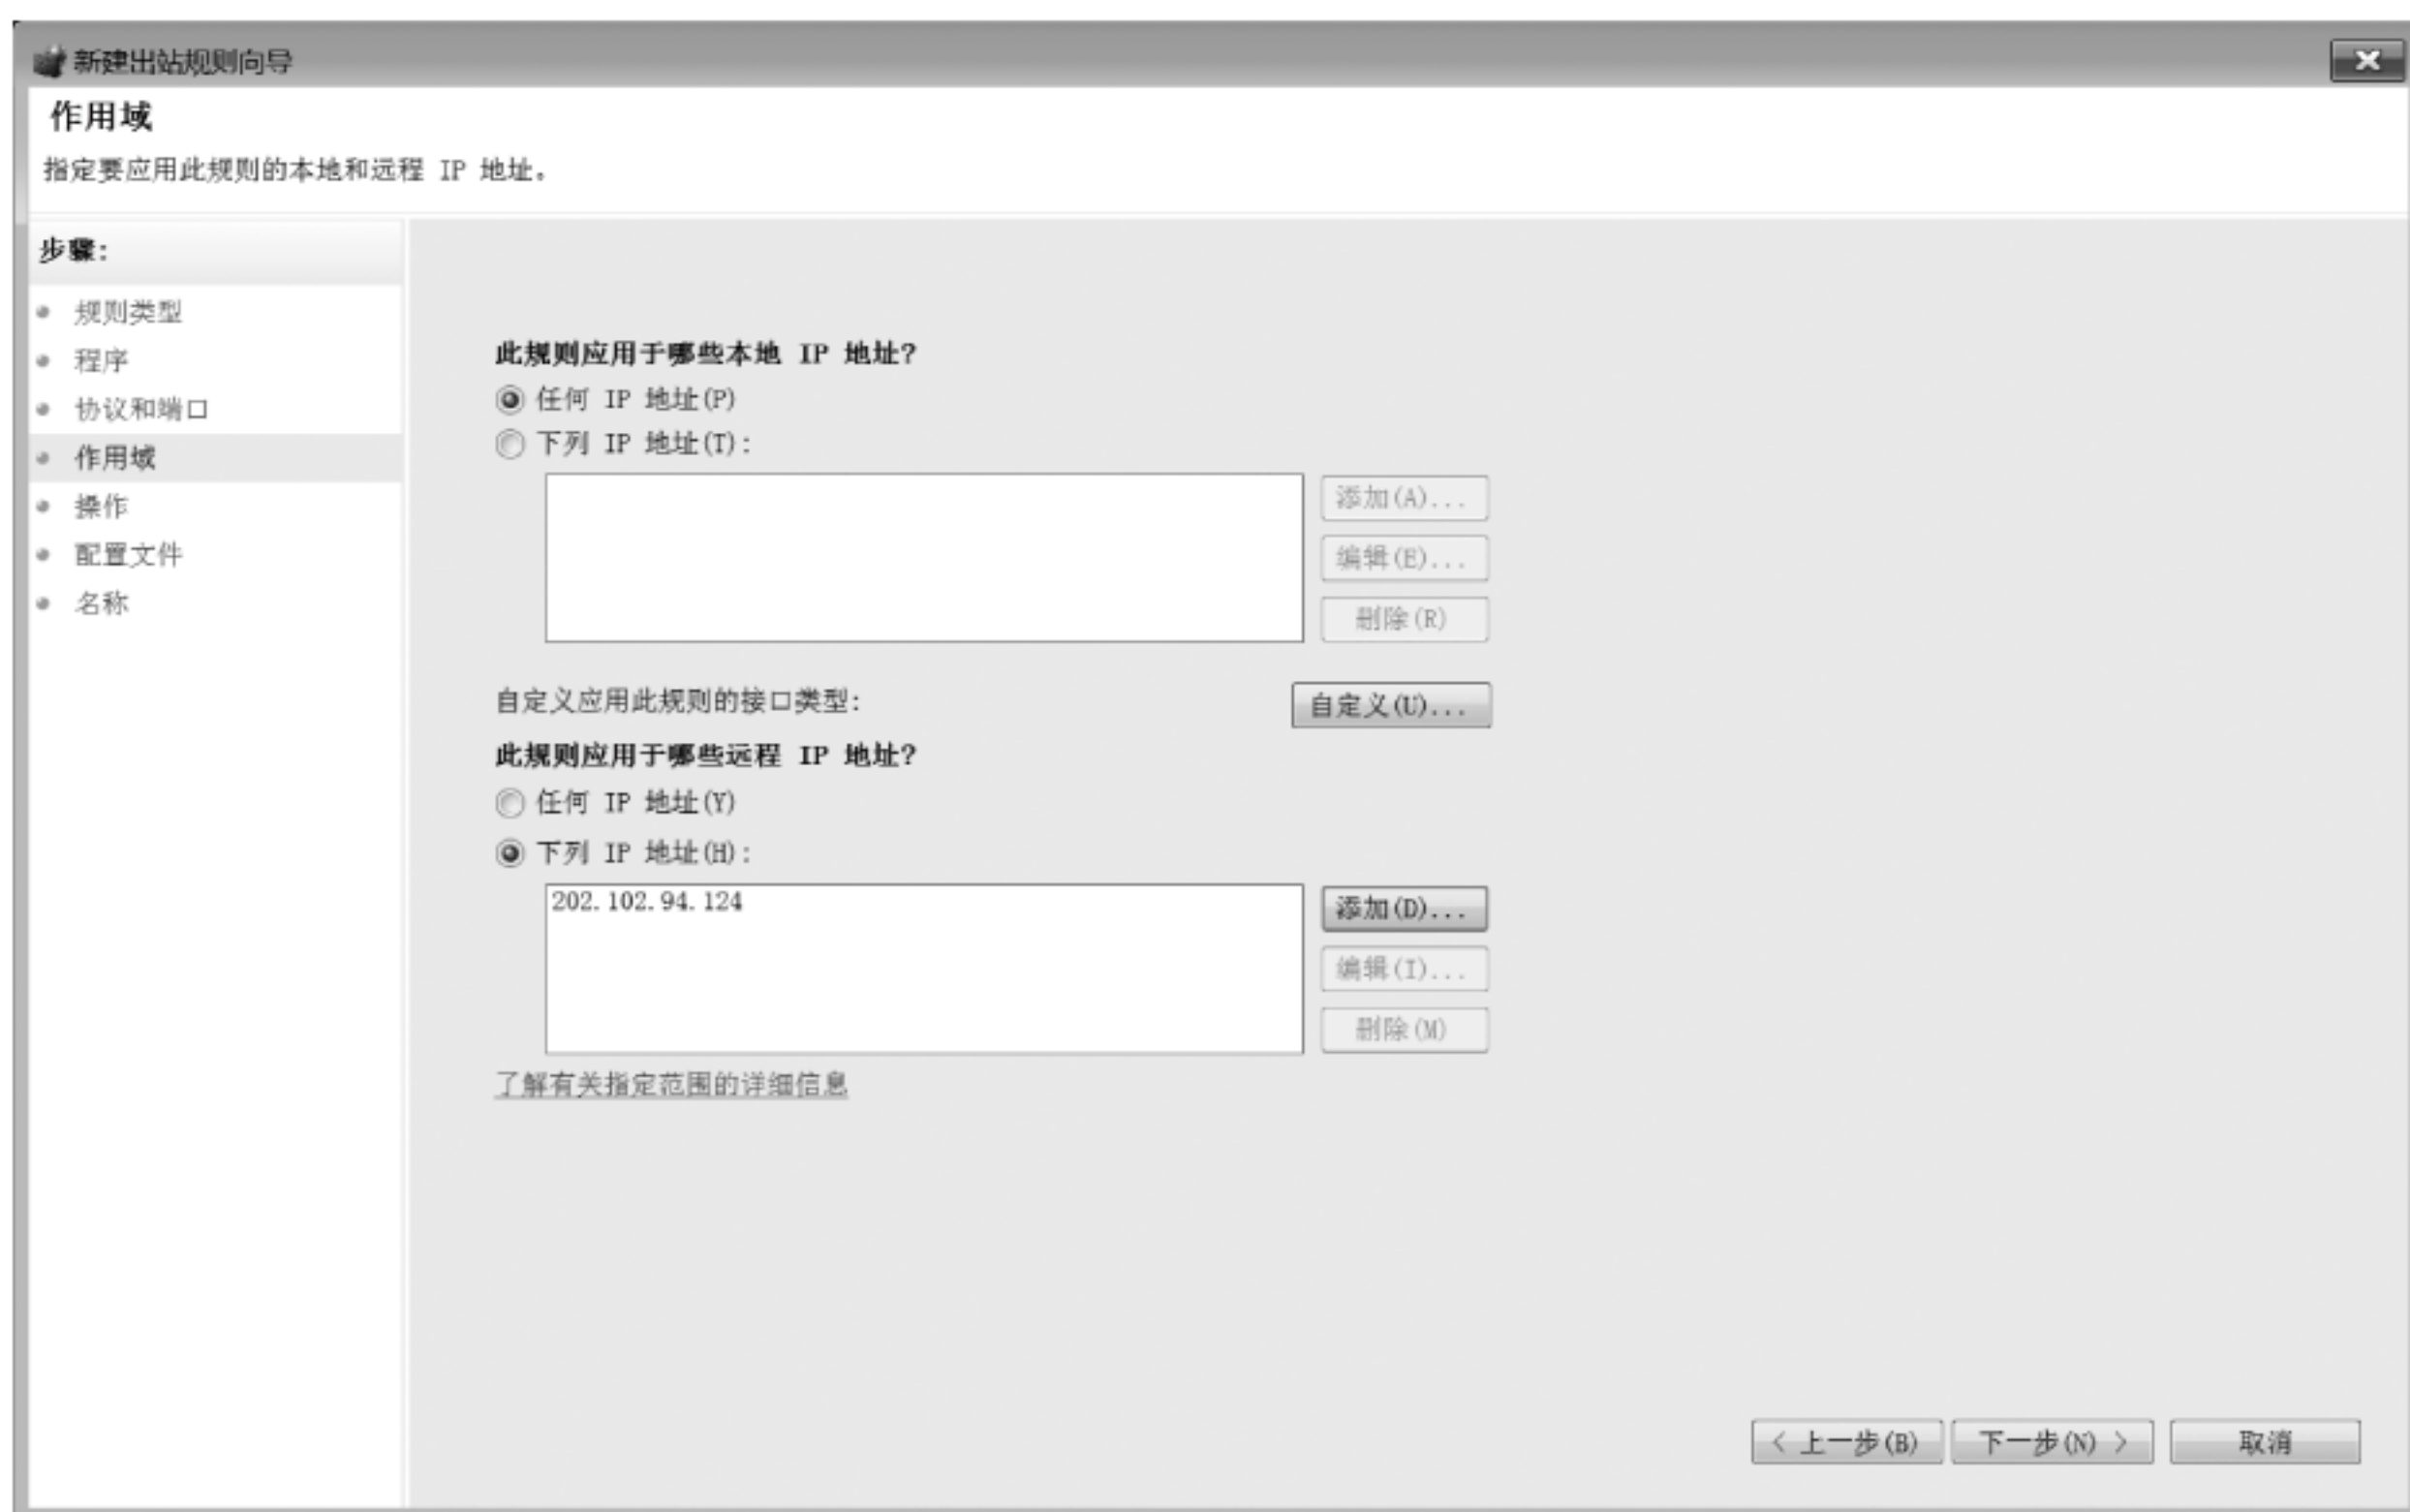 新建出站规则向导
作用域
指定要应用此规则的本地和远程 IP 地址。
步骤:
规则类型
程序
协议和端口
作用域
操作
配置文件
名称
此规则应用于哪些本地 IP 地址?
任何 IP 地址(P)
下列 IP 地址(T):
添加(A)...
编辑(E)...
删除(R)
自定义应用此规则的接口类型:
自定义(U)...
此规则应用于哪些远程 IP 地址?
任何 IP 地址(Y)
下列 IP 地址(H):
202.102.94.124
添加(D)...
编辑(I)...
删除(M)
了解有关指定范围的详细信息
< 上一步(B)
下一步(N) >
取消